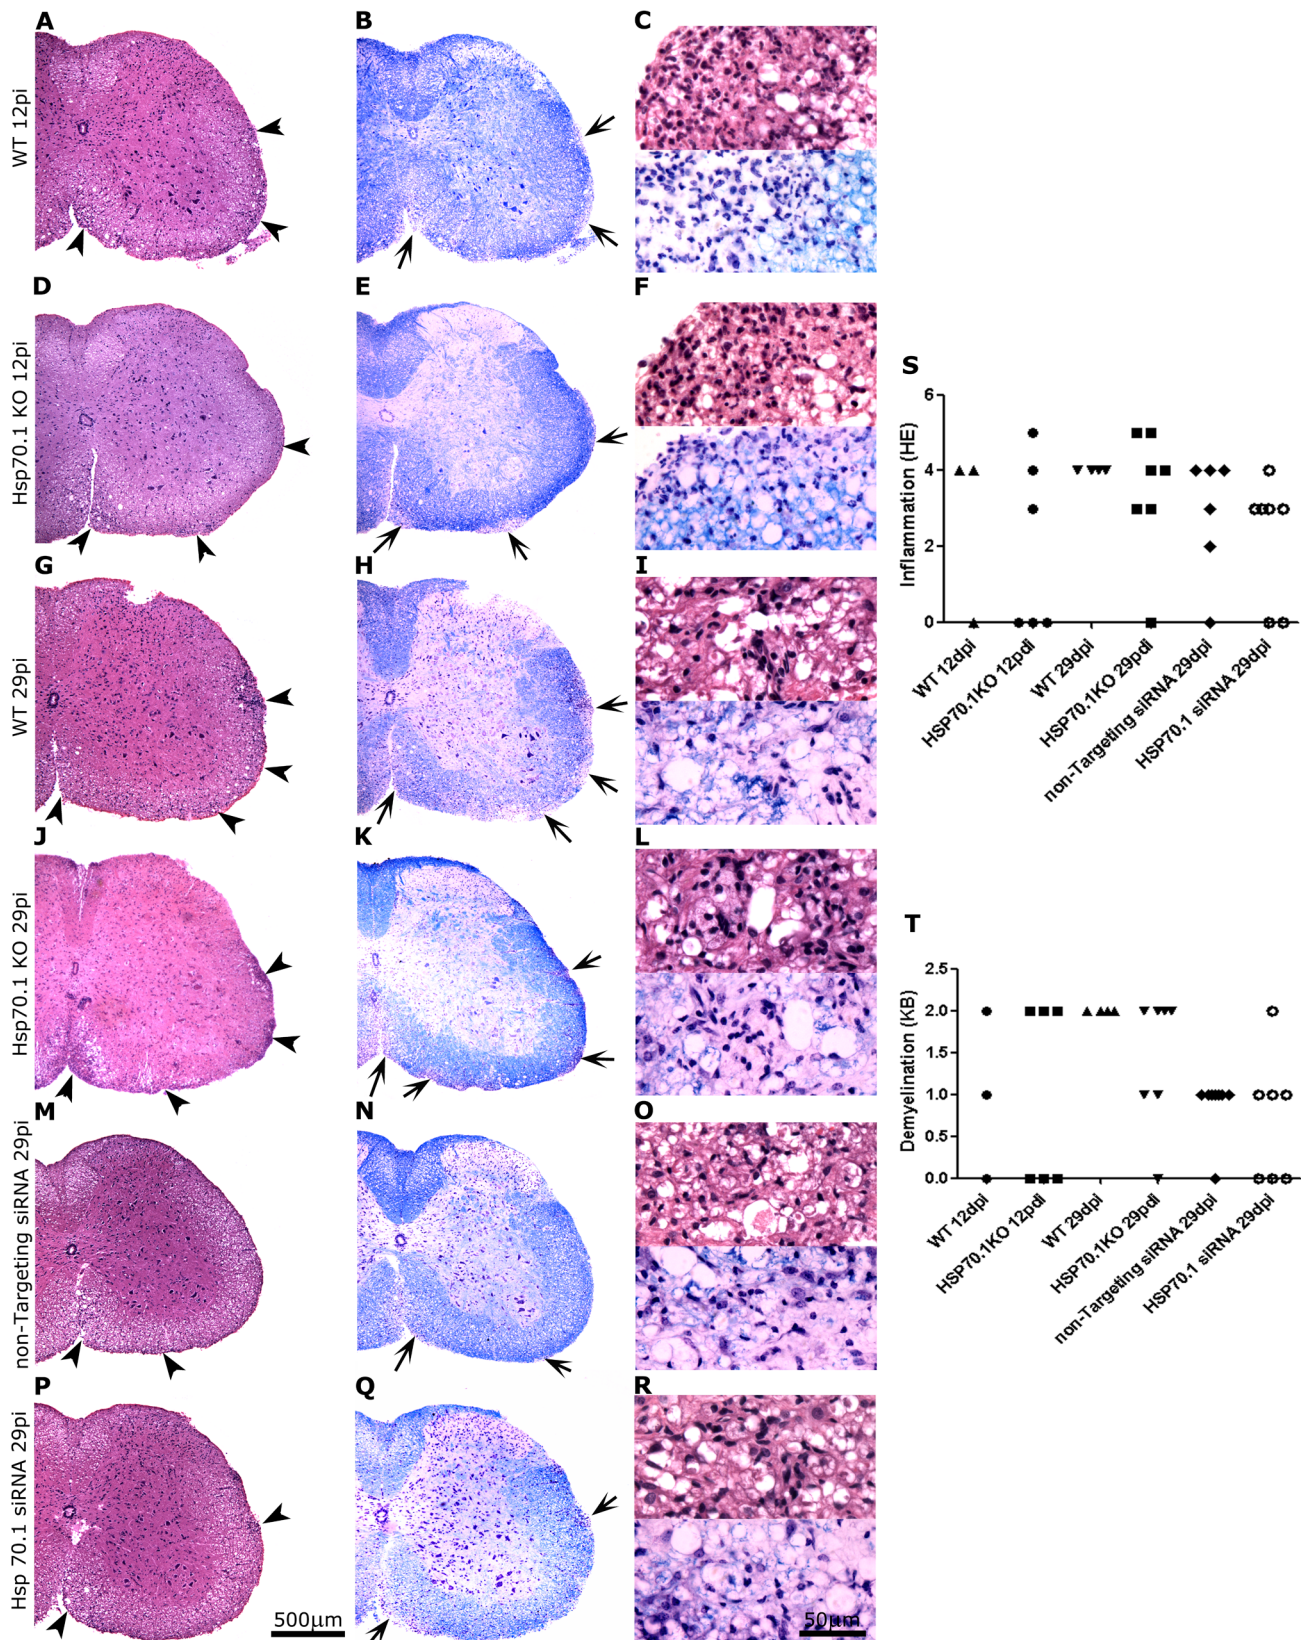 A
B
C
WT 12pi
D
E
F
Hsp70.1 KO 12pi
G
H
I
WT 29pi
J
K
L
Hsp70.1 KO 29pi
M
N
O
non-Targeting siRNA 29pi
P
Q
R
Hsp 70.1 siRNA 29pi
500µm
50µm
S
Inflammation (HE)
6
4
2
0
WT 12dpi
HSP70.1KO 12pdi
WT 29dpi
HSP70.1KO 29pdi
non-Targeting siRNA 29dpi
HSP70.1 siRNA 29dpi
T
Demyelination (KB)
2.5
2.0
1.5
1.0
0.5
0.0
WT 12dpi
HSP70.1KO 12pdi
WT 29dpi
HSP70.1KO 29pdi
non-Targeting siRNA 29dpi
HSP70.1 siRNA 29dpi